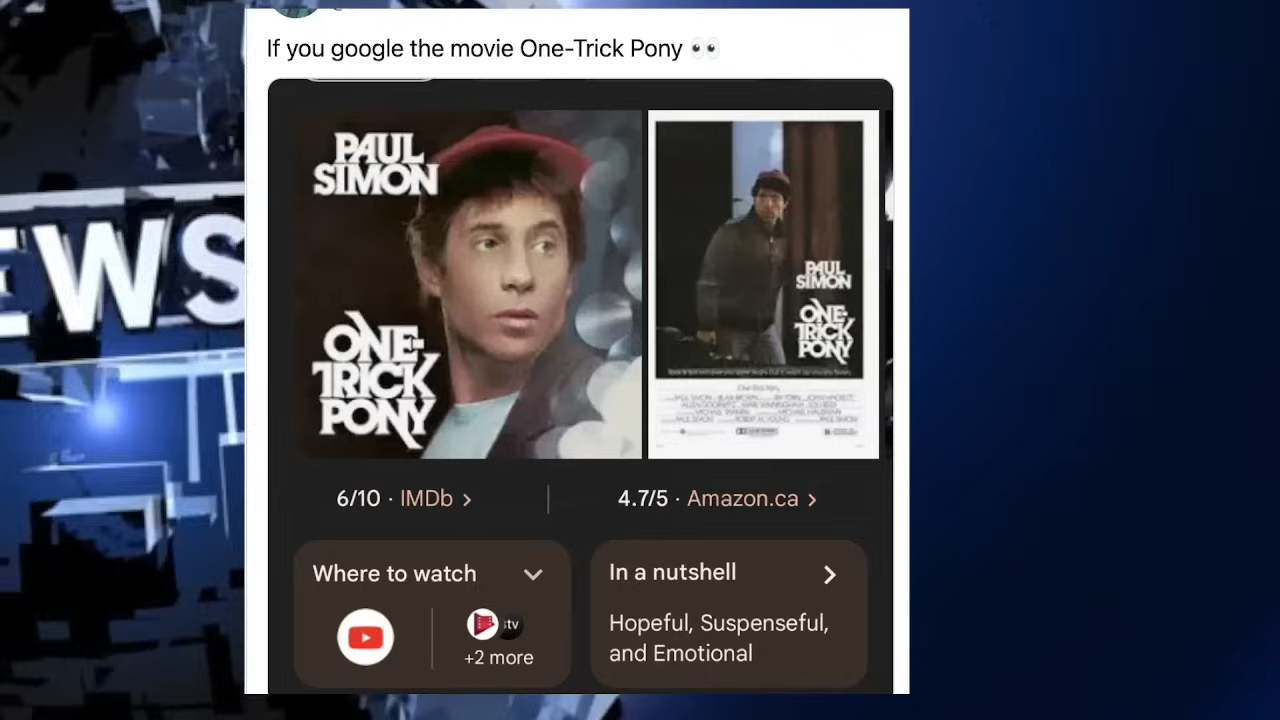 If you google the movie One-Trick Pony 👀
EWS
PAUL
SIMON
ONE-
TRICK
PONY
PAUL
SIMON
ONE-
TRICK
PONY
6/10 · IMDb >
4.7/5 · Amazon.ca >
Where to watch
In a nutshell
Hopeful, Suspenseful,
and Emotional
tv
+2 more